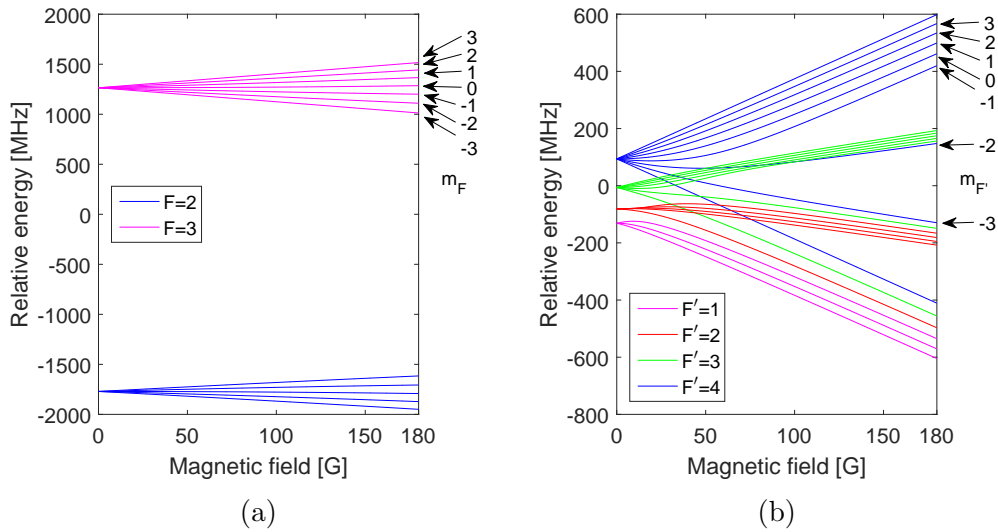 2000
1500
1000
500
0
-500
-1000
-1500
-2000
Relative energy [MHz]
0
50
100
150
180
Magnetic field [G]
F=2
F=3
3
2
1
0
-1
-2
-3
m_F
(a)
600
400
200
0
-200
-400
-600
-800
Relative energy [MHz]
0
50
100
150
180
Magnetic field [G]
F'=1
F'=2
F'=3
F'=4
3
2
1
0
-1
-2
m_F'
-3
(b)